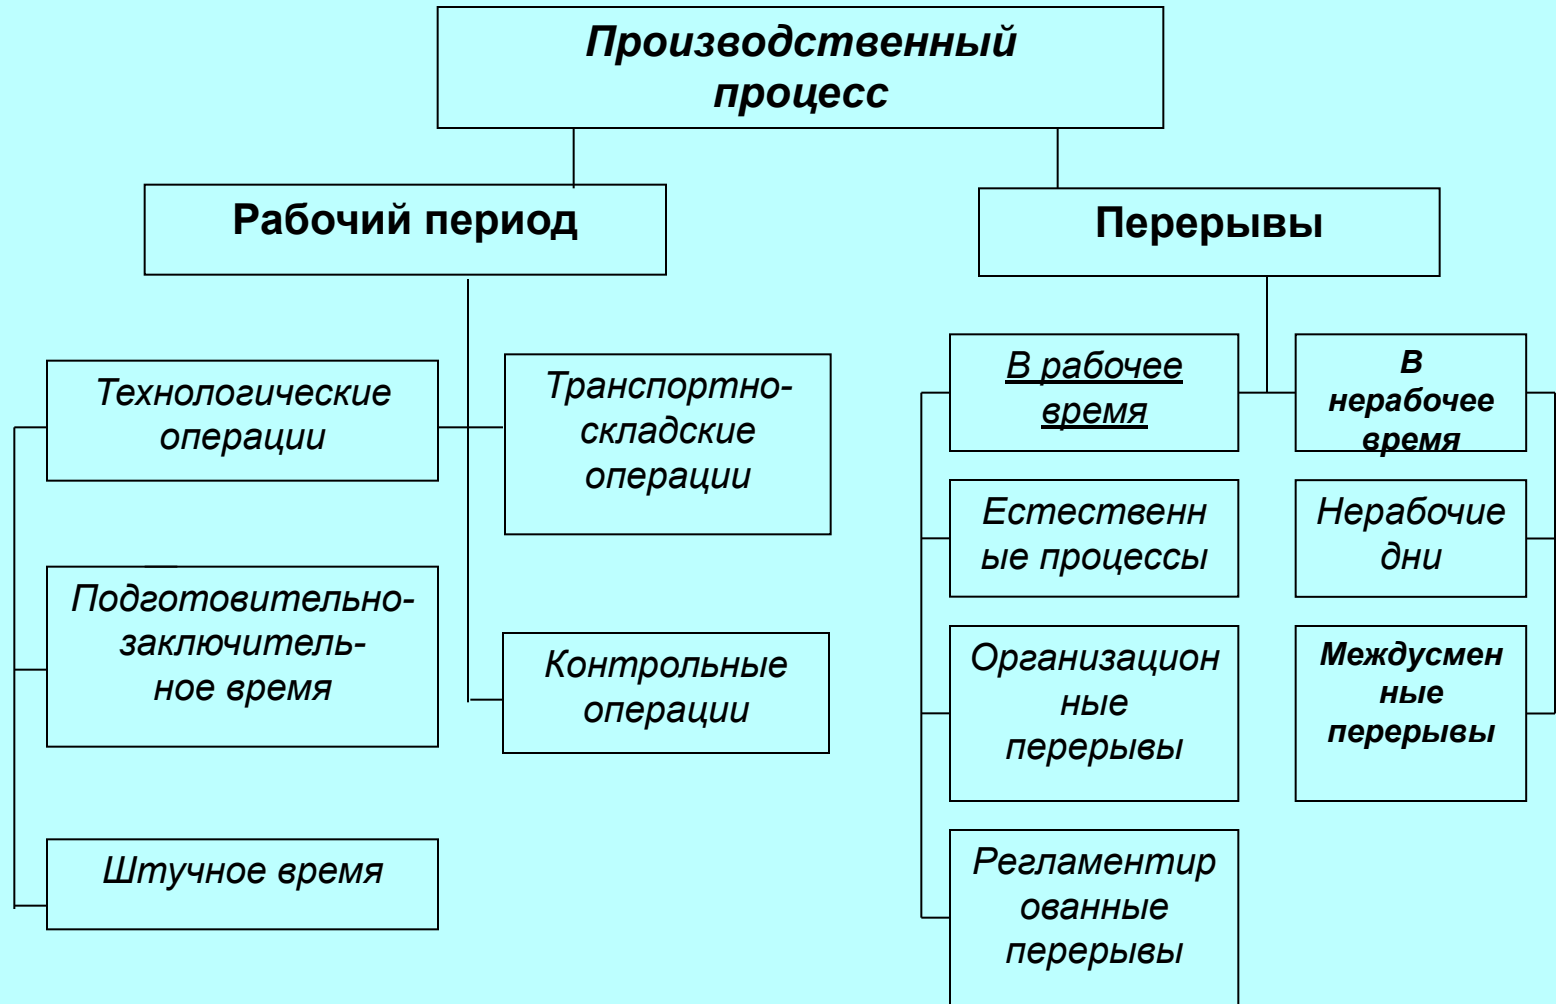 Производственный
процесс
Рабочий период
Перерывы
Технологические
операции
Транспортно-
складские
операции
Подготовительно-
заключитель-
ное время
Контрольные
операции
Штучное время
В рабочее
время
В
нерабочее
время
Естественн
ые процессы
Нерабочие
дни
Организацион
ные
перерывы
Междусмен
ные
перерывы
Регламентир
ованные
перерывы